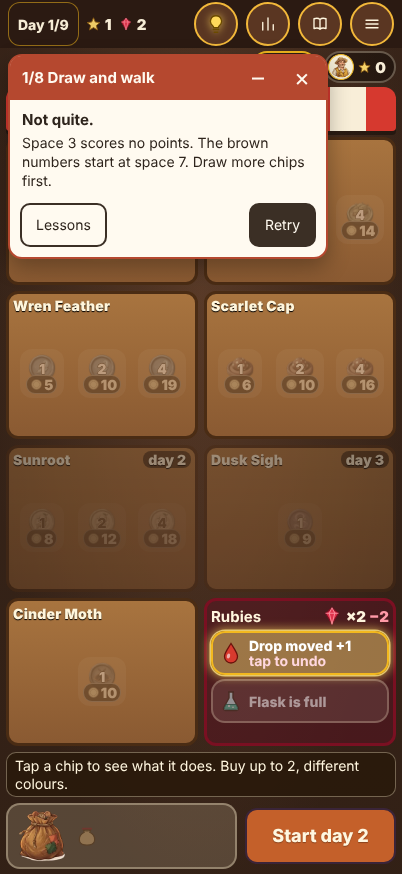 Day 1/9
1
2
0
1/8 Draw and walk
Not quite.
Space 3 scores no points. The brown
numbers start at space 7. Draw more chips
first.
Lessons
Retry
4
14
Wren Feather
1
5
2
10
4
19
Scarlet Cap
1
6
2
10
4
16
Sunroot
day 2
1
8
2
12
4
18
Dusk Sigh
day 3
1
9
Cinder Moth
1
10
Rubies
×2 −2
Drop moved +1
tap to undo
Flask is full
Tap a chip to see what it does. Buy up to 2, different
colours.
Start day 2